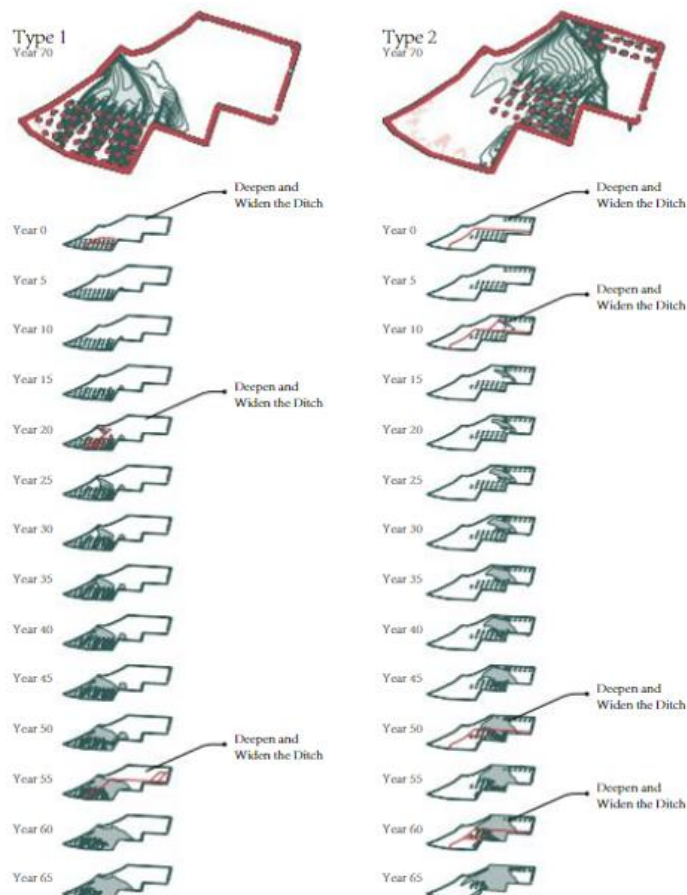 Type 1
Year 70
Deepen and
Widen the Ditch
Year 0
Year 5
Year 10
Year 15
Deepen and
Widen the Ditch
Year 20
Year 25
Year 30
Year 35
Year 40
Year 45
Year 50
Deepen and
Widen the Ditch
Year 55
Year 60
Year 65
Type 2
Year 70
Deepen and
Widen the Ditch
Year 0
Year 5
Deepen and
Widen the Ditch
Year 10
Year 15
Year 20
Year 25
Year 30
Year 35
Year 40
Year 45
Deepen and
Widen the Ditch
Year 50
Year 55
Deepen and
Widen the Ditch
Year 60
Year 65